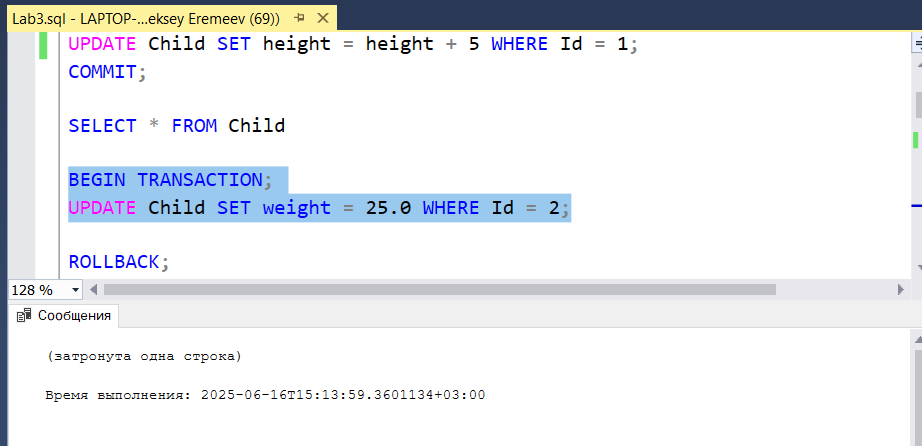 Lab3.sql - LAPTOP-...eksey Eremeev (69))
UPDATE Child SET height = height + 5 WHERE Id = 1;
COMMIT;
SELECT * FROM Child
BEGIN TRANSACTION;
UPDATE Child SET weight = 25.0 WHERE Id = 2;
ROLLBACK;
128 %
Сообщения
(затронута одна строка)
Время выполнения: 2025-06-16T15:13:59.3601134+03:00